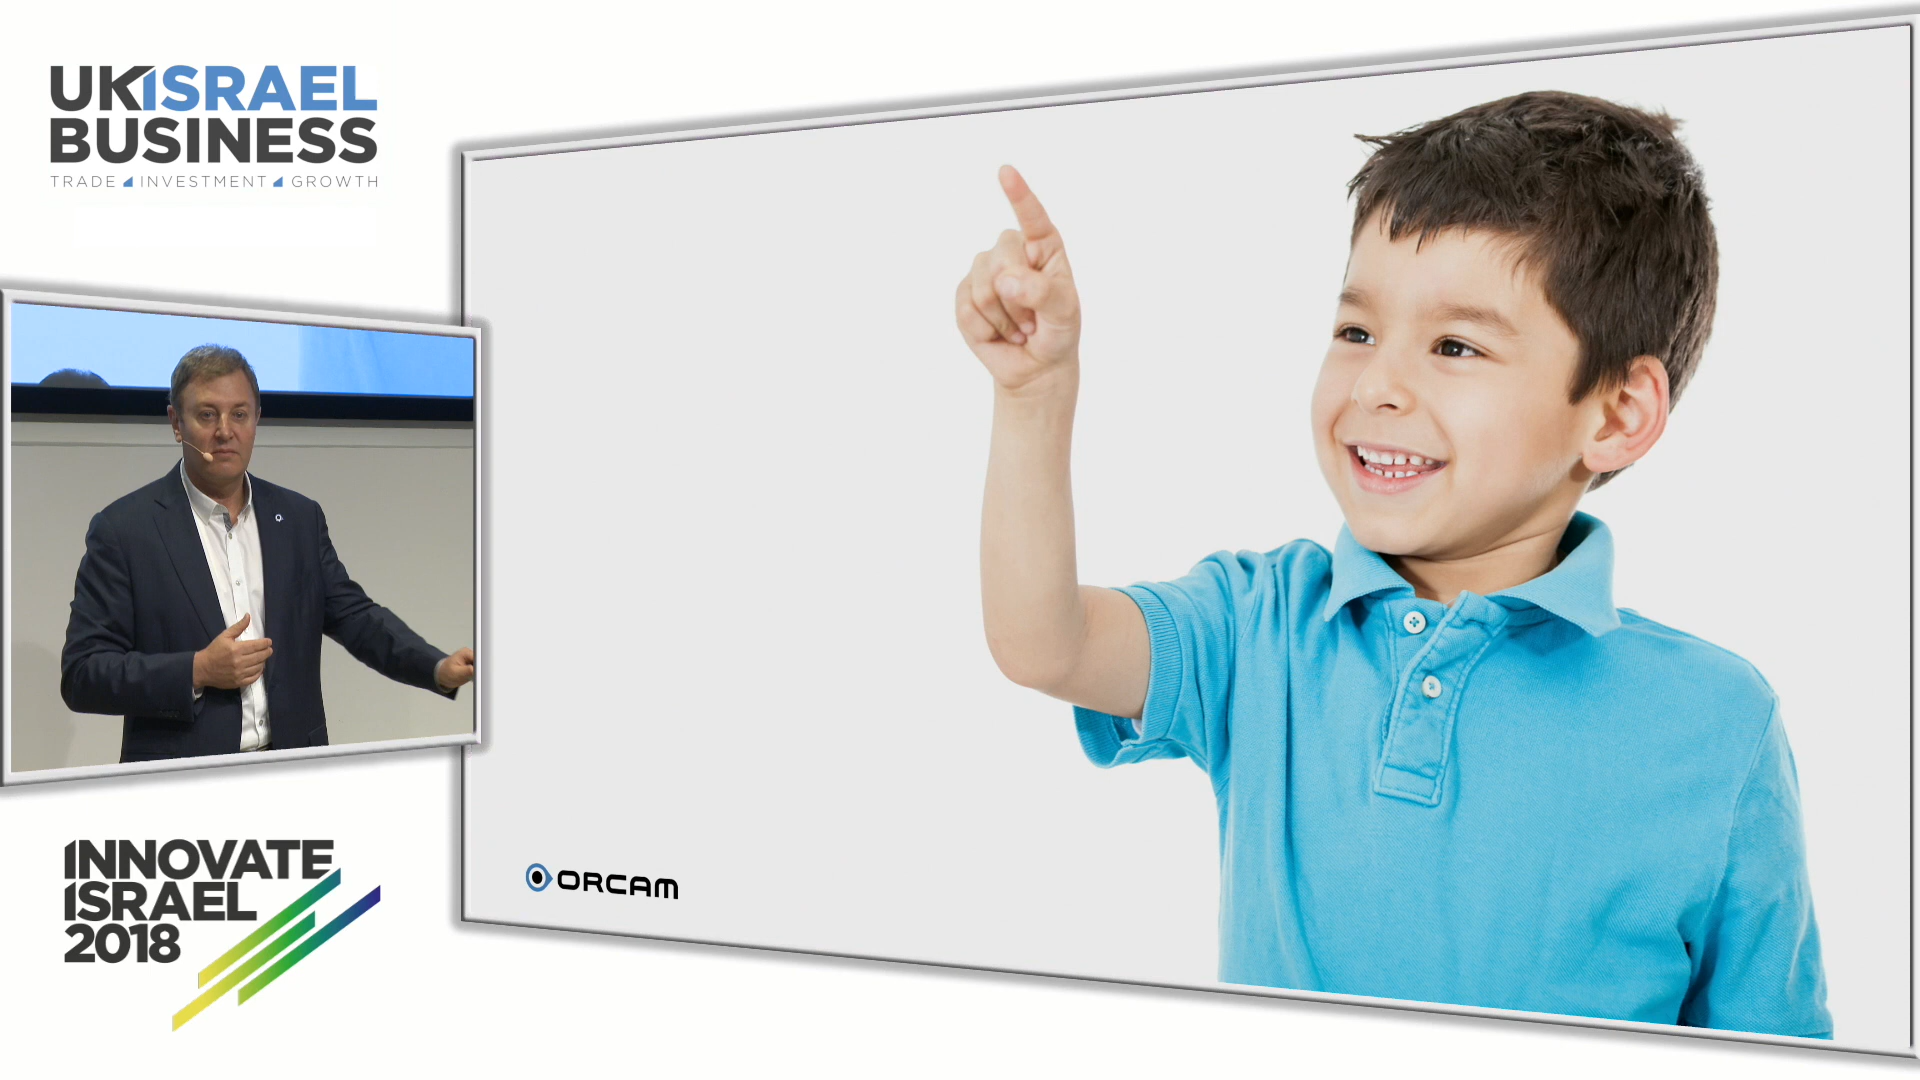 UKISRAEL
BUSINESS
TRADE INVESTMENT GROWTH
INNOVATE
ISRAEL
2018
ORCAM